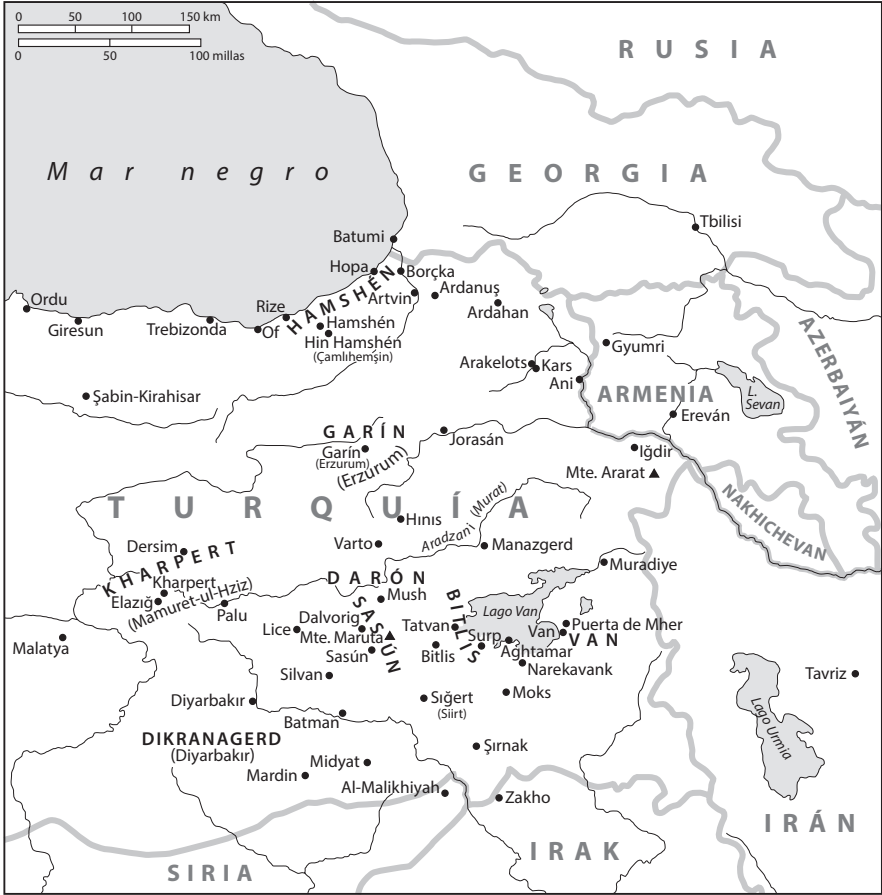 0 50 100 150 km
0 50 100 millas
RUSIA
Mar negro
GEORGIA
Tbilisi
Batumi
Hopa
Borçka
HAMSHÉN
Artvin
Ardanuş
Ardahan
Ordu
Giresun
Trebizonda
Rize
Of
Hamshén
Hin Hamshén
(Çamlıhemşin)
Gyumri
AZERBAIYÁN
Arakelots
Kars
Ani
ARMENIA
L.
Sevan
Ereván
Şabin-Kirahisar
GARÍN
Garín
(Erzurum)
(Erzurum)
Jorasán
Iğdir
Mte. Ararat
NAKHICHEVAN
TURQUÍA
Hınıs
Aradzani (Murat)
Varto
Manazgerd
Dersim
KHARPERT
Kharpert
Elazığ
(Mamuret-ul-Hziz)
Palu
Muradiye
DARÓN
Mush
SASÚN
BITLIS
Lago Van
Dalvorig
Lice
Mte. Maruta
Sasún
Tatvan
Bitlis
Surp
Aghtamar
Van
Puerta de Mher
VAN
Narekavank
Malatya
Silvan
Moks
Sığert
(Siirt)
Tavriz
Diyarbakır
Batman
Lago Urmia
DIKRANAGERD
(Diyarbakır)
Şırnak
Midyat
Mardin
Al-Malikhiyah
Zakho
IRÁN
SIRIA
IRAK